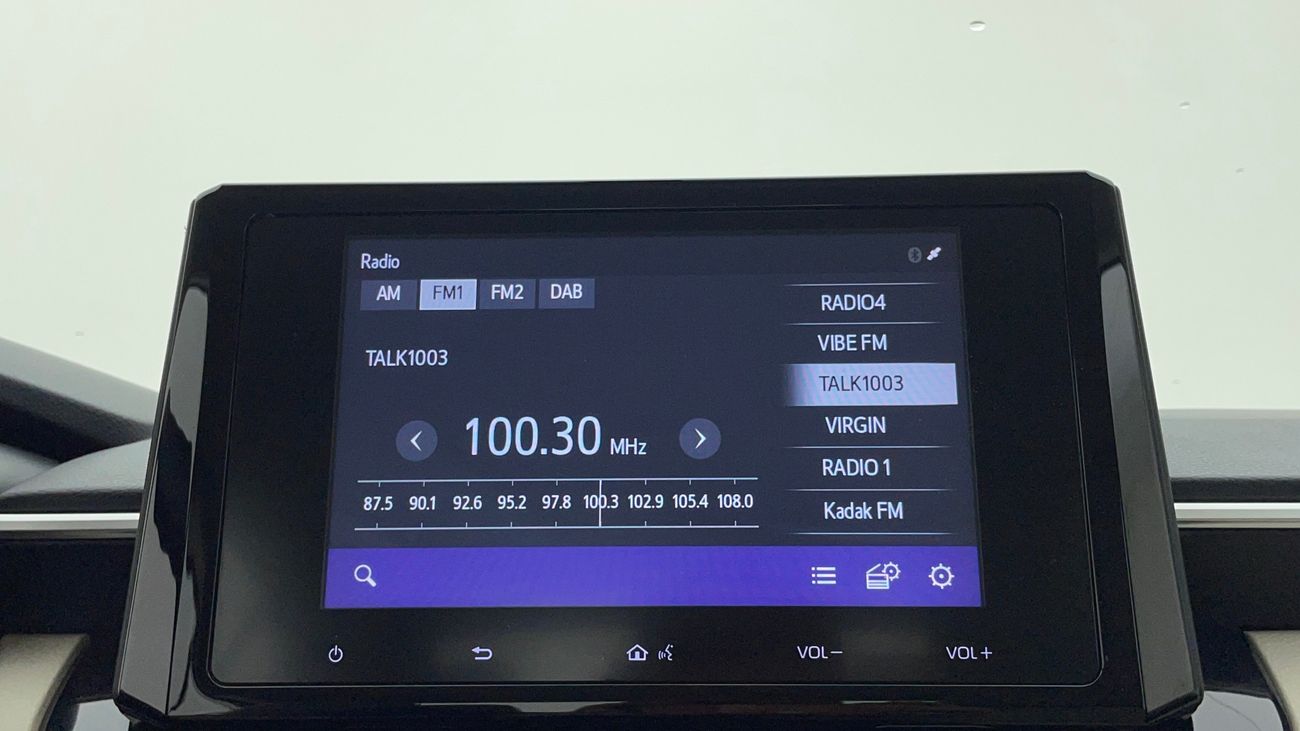 Radio
AM FM1 FM2 DAB
TALK1003
100.30 MHz
87.5 90.1 92.6 95.2 97.8 100.3 102.9 105.4 108.0
RADIO4
VIBE FM
TALK1003
VIRGIN
RADIO 1
Kadak FM
VOL− VOL+